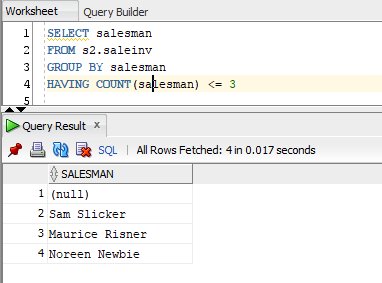 Worksheet Query Builder
1 SELECT salesman
2 FROM s2.saleinv
3 GROUP BY salesman
4 HAVING COUNT(salesman) <= 3
Query Result x
SQL | All Rows Fetched: 4 in 0.017 seconds
SALESMAN
1 (null)
2 Sam Slicker
3 Maurice Risner
4 Noreen Newbie